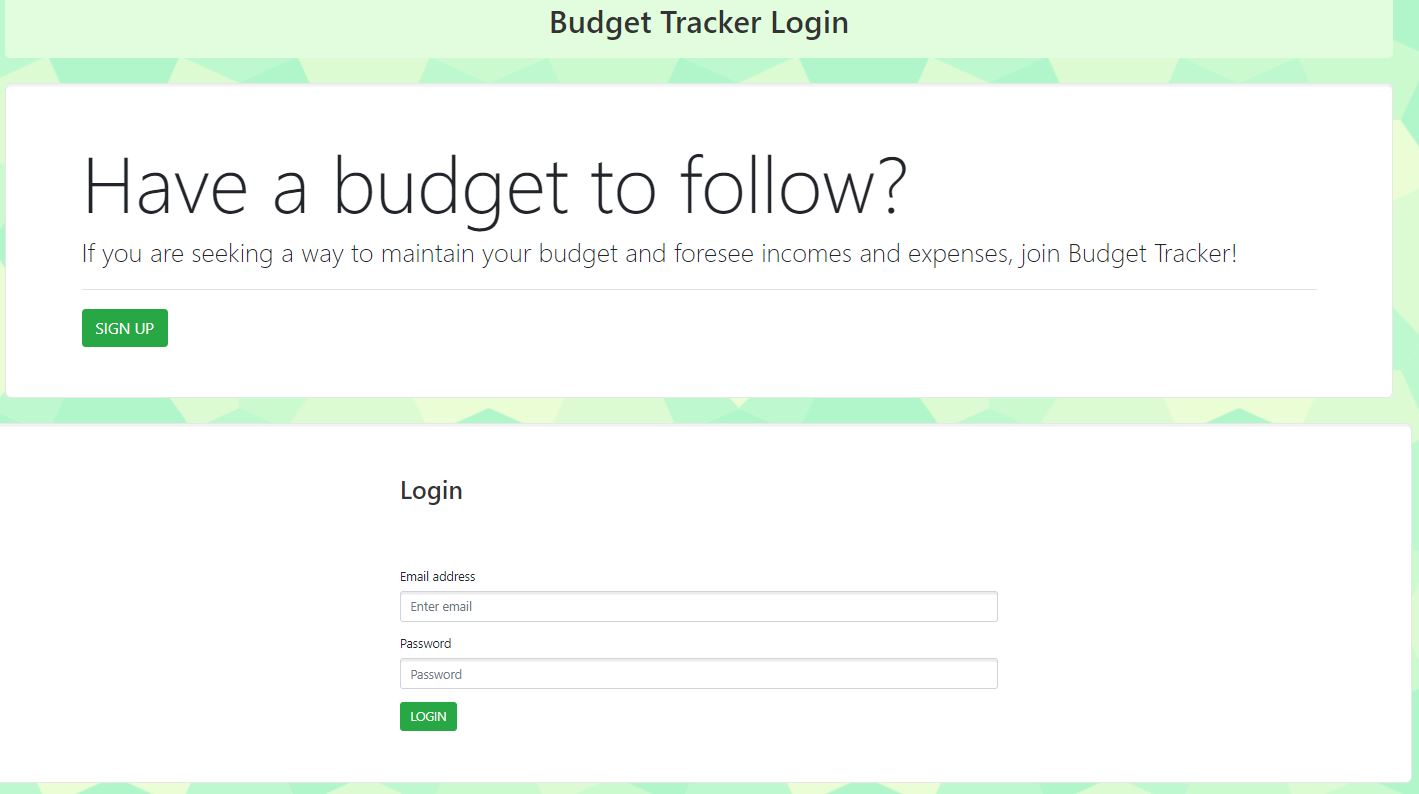 Budget Tracker Login
Have a budget to follow?
If you are seeking a way to maintain your budget and foresee incomes and expenses, join Budget Tracker!
SIGN UP
Login
Email address
Enter email
Password
Password
LOGIN